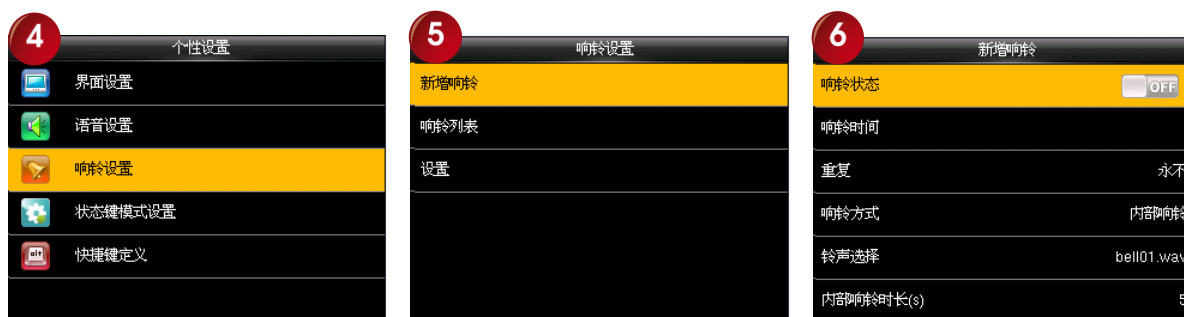 4
个性设置
界面设置
语音设置
响铃设置
状态键模式设置
alt
快捷键定义
5
响铃设置
新增响铃
响铃列表
设置
6
新增响铃
响铃状态 OFF
响铃时间
重复 永不
响铃方式 内部响铃
铃声选择 bell01.wav
内部响铃时长(s) 5